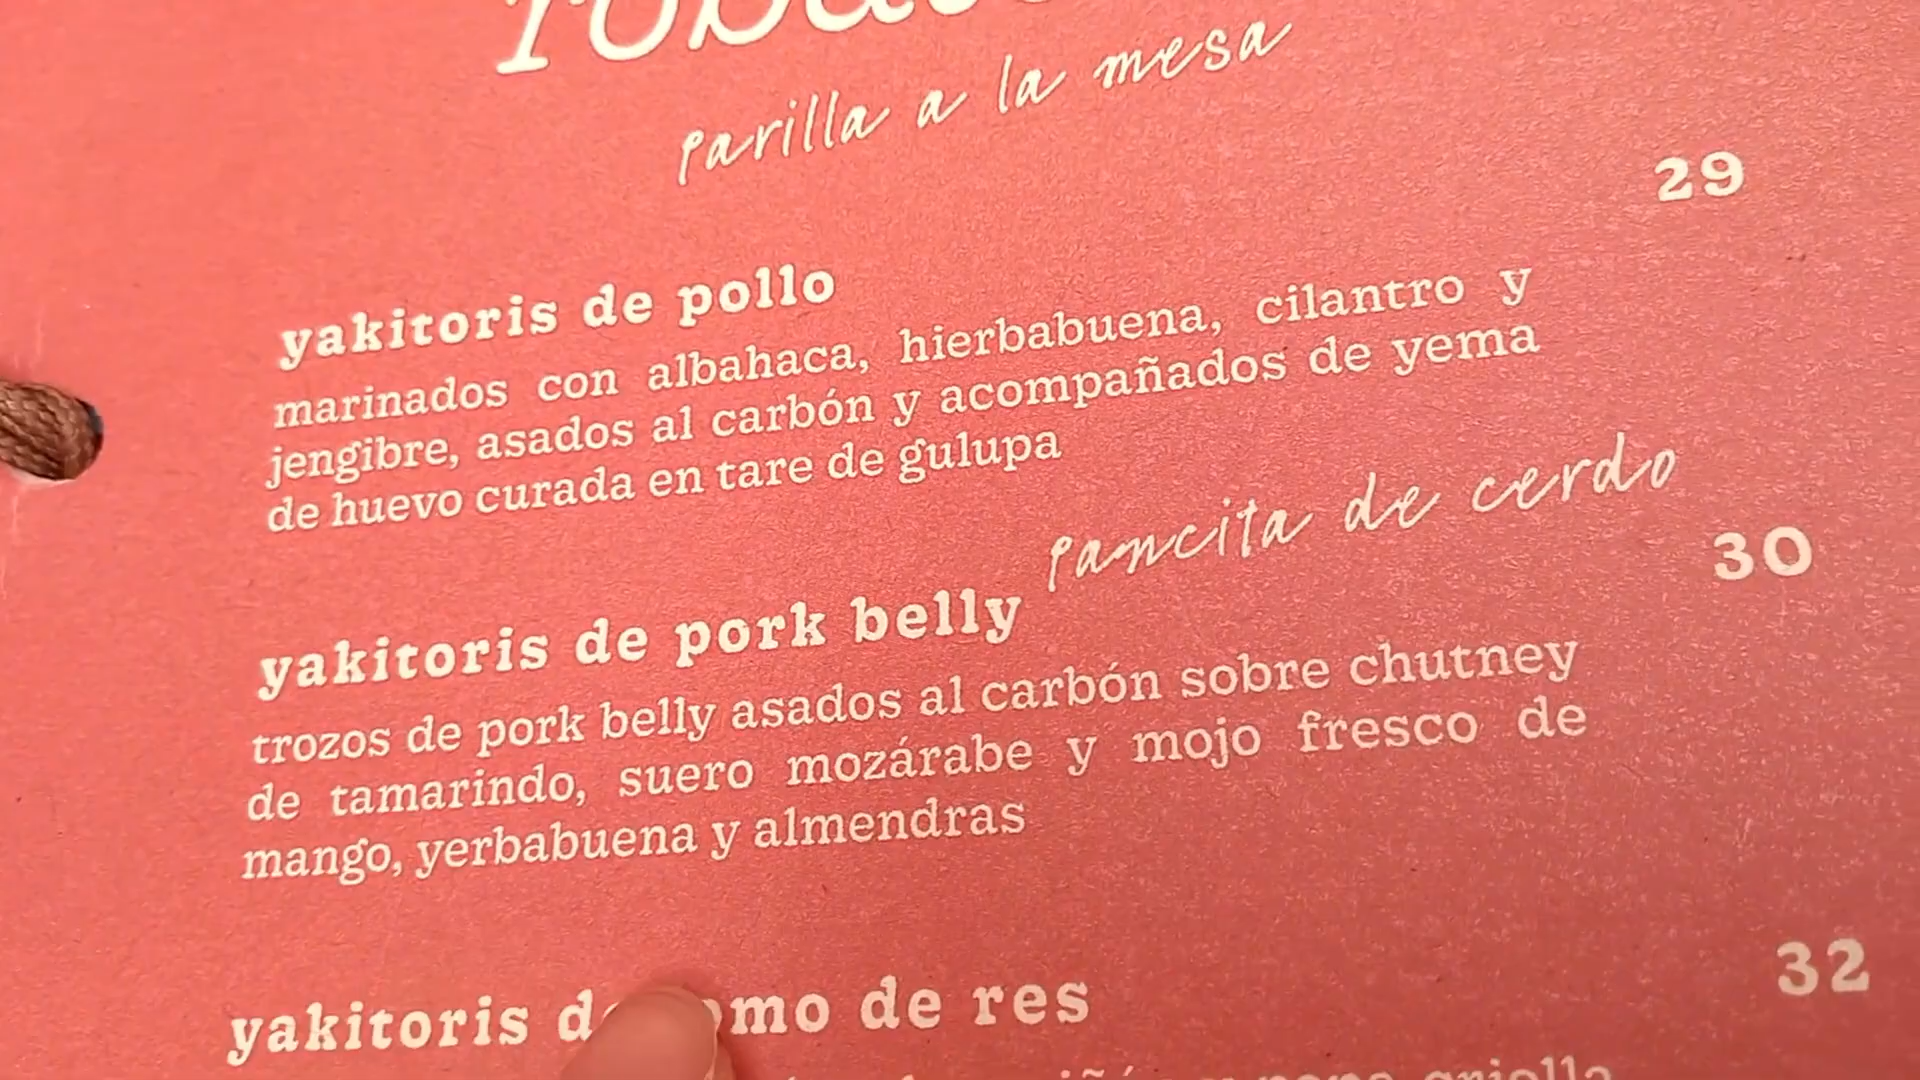 parilla a la mesa
29
yakitoris de pollo
marinados con albahaca, hierbabuena, cilantro y
jengibre, asados al carbón y acompañados de yema
de huevo curada en tare de gulupa
pancita de cerdo
30
yakitoris de pork belly
trozos de pork belly asados al carbón sobre chutney
de tamarindo, suero mozárabe y mojo fresco de
mango, yerbabuena y almendras
32
yakitoris de res